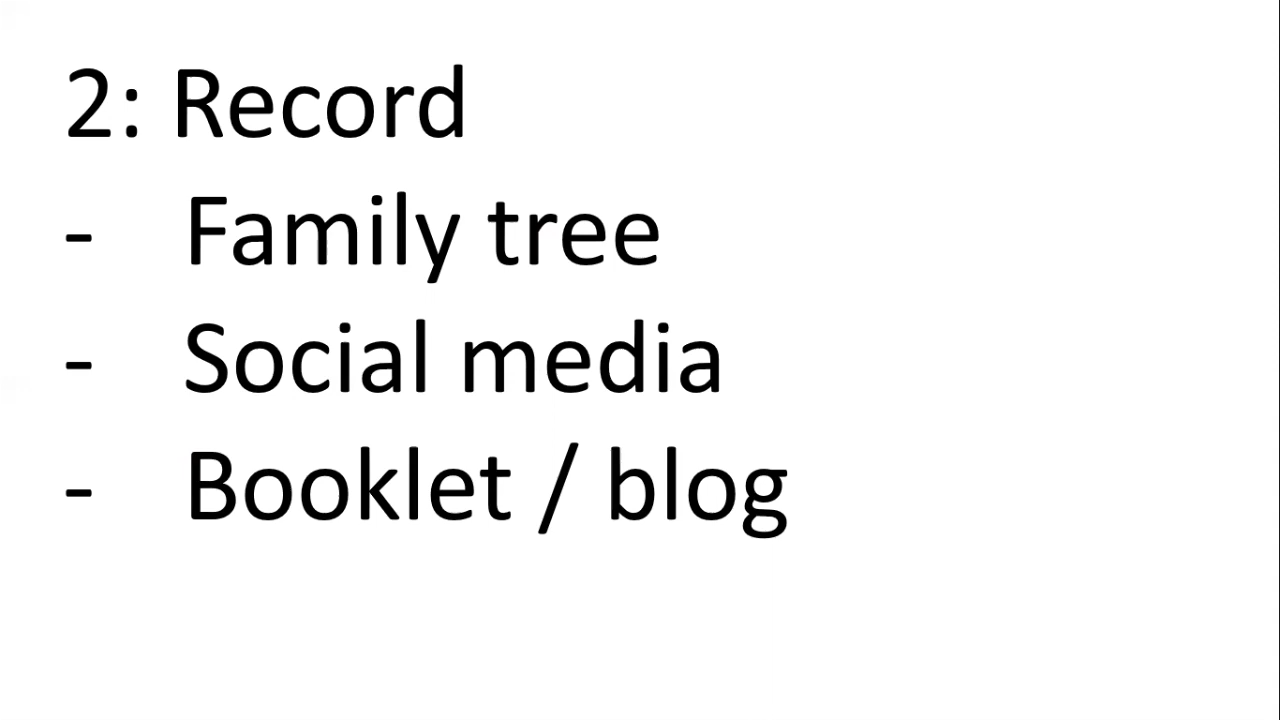 2: Record
- Family tree
- Social media
- Booklet / blog